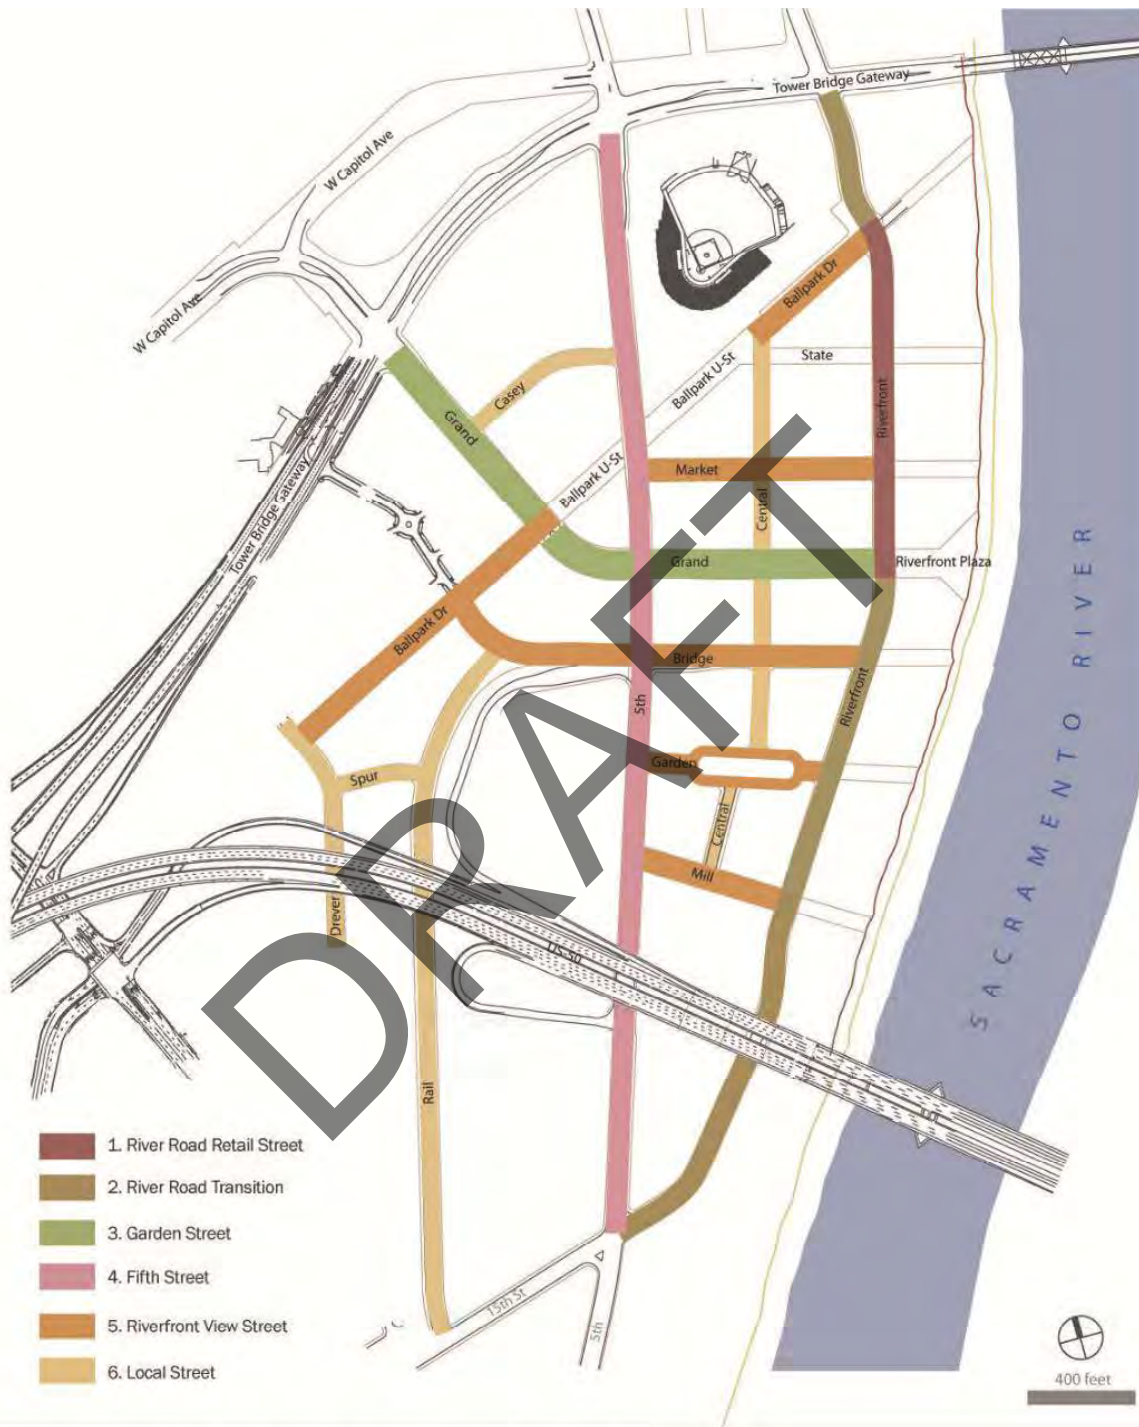 Tower Bridge Gateway
W Capitol Ave
W Capitol Ave
Ballpark Dr
State
Ballpark U-St
Casey
Riverfront
Grand
Market
Ballpark U-St
Central
Tower Bridge Gateway
Grand
Riverfront Plaza
Ballpark Dr
Bridge
5th
Riverfront
Garden
Spur
Central
Mill
Drever
US-50
Rail
SACRAMENTO RIVER
DRAFT
1. River Road Retail Street
2. River Road Transition
3. Garden Street
4. Fifth Street
5. Riverfront View Street
6. Local Street
15th St
5th
400 feet